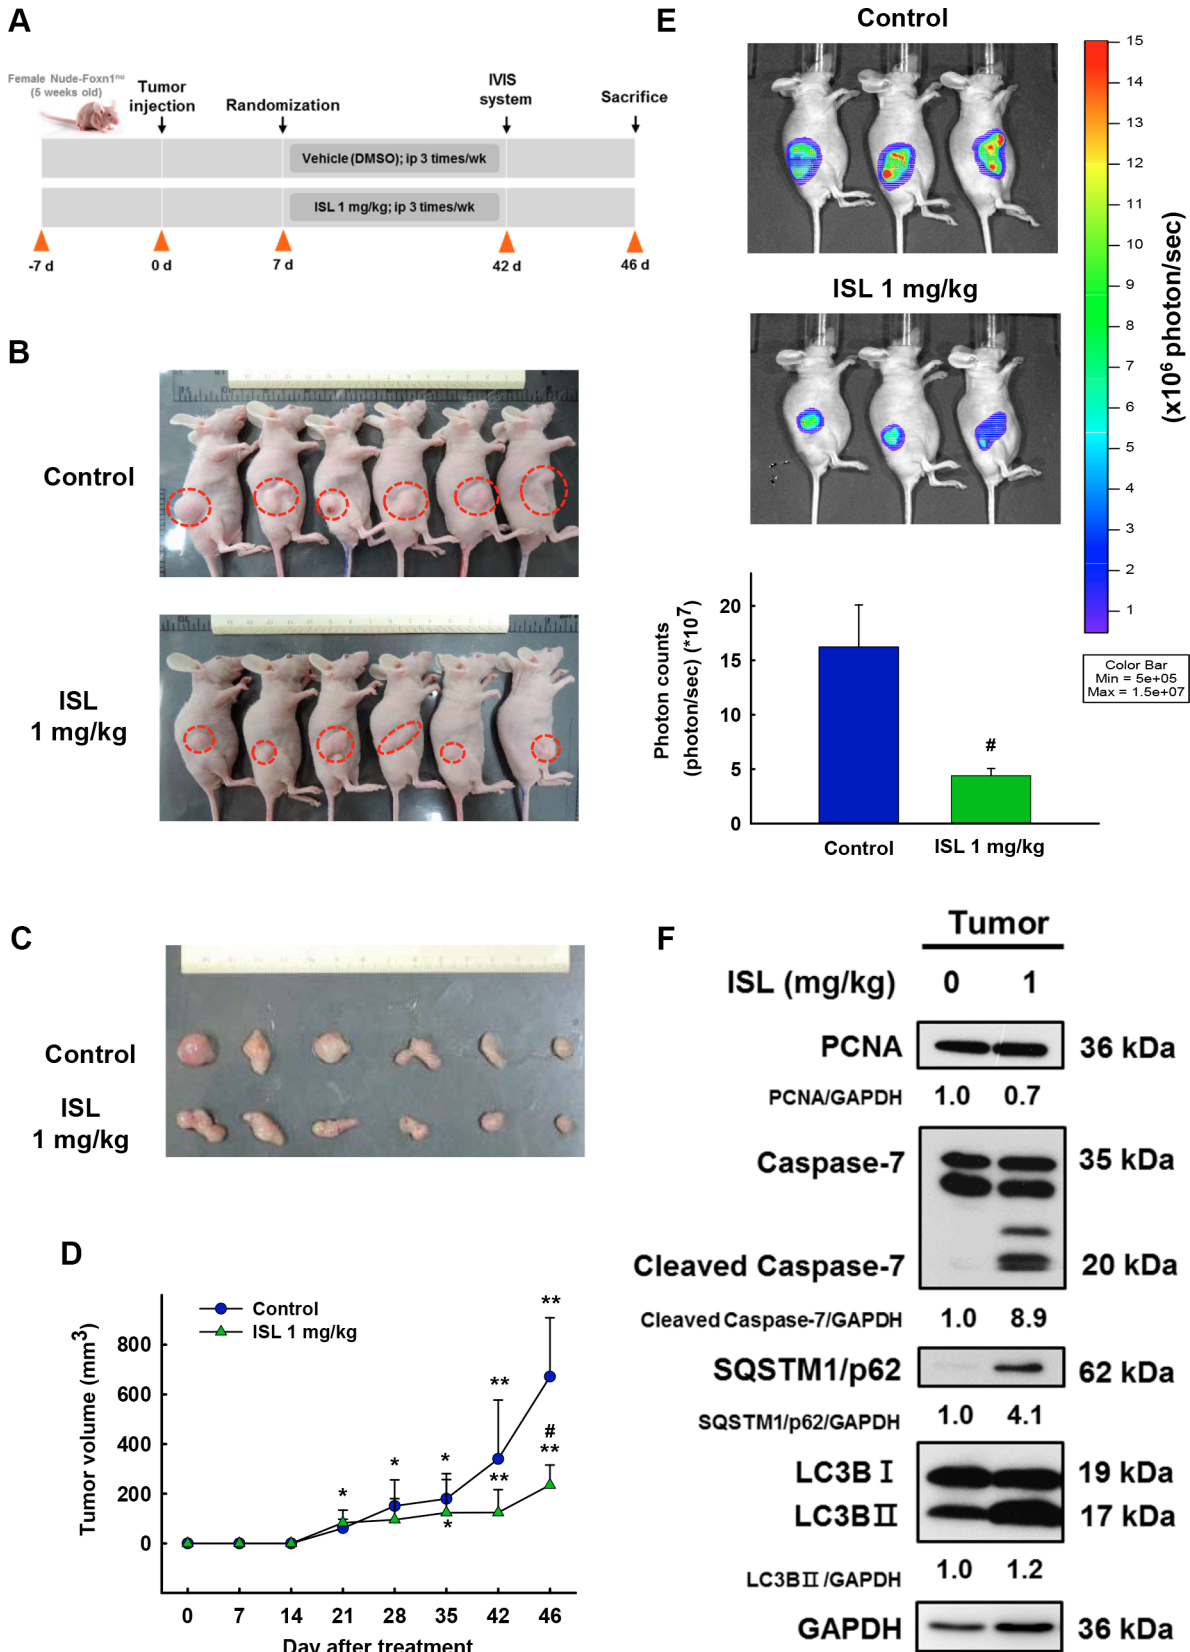 A
Female Nude-Foxn1nu
(5 weeks old)
Tumor
injection
Randomization
IVIS
system
Sacrifice
Vehicle (DMSO); ip 3 times/wk
ISL 1 mg/kg; ip 3 times/wk
-7 d
0 d
7 d
42 d
46 d
B
Control
ISL
1 mg/kg
C
Control
ISL
1 mg/kg
D
Control
ISL 1 mg/kg
Tumor volume (mm3)
800
600
400
200
0
*
*
*
*
**
**
**
#
**
0 7 14 21 28 35 42 46
Day after treatment
E
Control
ISL 1 mg/kg
15
14
13
12
11
10
9
8
7
6
5
4
3
2
1
(x106 photon/sec)
Color Bar
Min = 5e+05
Max = 1.5e+07
Photon counts
(photon/sec) (*107)
20
15
10
5
0
#
Control
ISL 1 mg/kg
F
Tumor
ISL (mg/kg) 0 1
PCNA 36 kDa
PCNA/GAPDH 1.0 0.7
Caspase-7 35 kDa
Cleaved Caspase-7 20 kDa
Cleaved Caspase-7/GAPDH 1.0 8.9
SQSTM1/p62 62 kDa
SQSTM1/p62/GAPDH 1.0 4.1
LC3B I 19 kDa
LC3B II 17 kDa
LC3B II/GAPDH 1.0 1.2
GAPDH 36 kDa